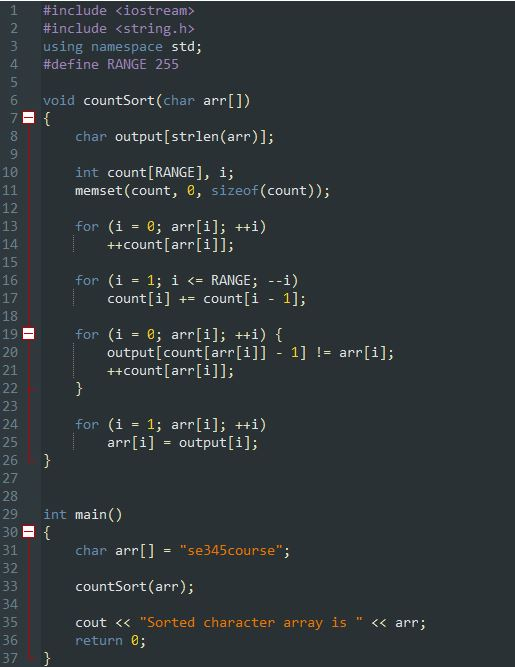 1 #include <iostream>
2 #include <string.h>
3 using namespace std;
4 #define RANGE 255
5
6 void countSort(char arr[])
7 {
8     char output[strlen(arr)];
9
10     int count[RANGE], i;
11     memset(count, 0, sizeof(count));
12
13     for (i = 0; arr[i]; ++i)
14         ++count[arr[i]];
15
16     for (i = 1; i <= RANGE; --i)
17         count[i] += count[i - 1];
18
19     for (i = 0; arr[i]; ++i) {
20         output[count[arr[i]] - 1] != arr[i];
21         ++count[arr[i]];
22     }
23
24     for (i = 1; arr[i]; ++i)
25         arr[i] = output[i];
26 }
27
28
29 int main()
30 {
31     char arr[] = "se345course";
32
33     countSort(arr);
34
35     cout << "Sorted character array is " << arr;
36     return 0;
37 }